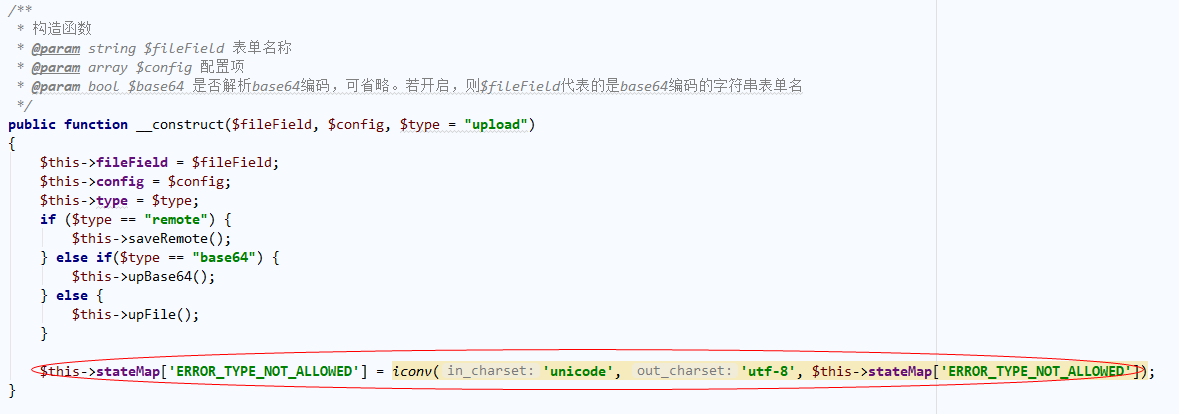 /**
 * 构造函数
 * @param string $fileField 表单名称
 * @param array $config 配置项
 * @param bool $base64 是否解析base64编码，可省略。若开启，则$fileField代表的是base64编码的字符串表单名
 */
public function __construct($fileField, $config, $type = "upload")
{
    $this->fileField = $fileField;
    $this->config = $config;
    $this->type = $type;
    if ($type == "remote") {
        $this->saveRemote();
    } else if($type == "base64") {
        $this->upBase64();
    } else {
        $this->upFile();
    }
    $this->stateMap['ERROR_TYPE_NOT_ALLOWED'] = iconv( in_charset: 'unicode', out_charset: 'utf-8', $this->stateMap['ERROR_TYPE_NOT_ALLOWED']);
}